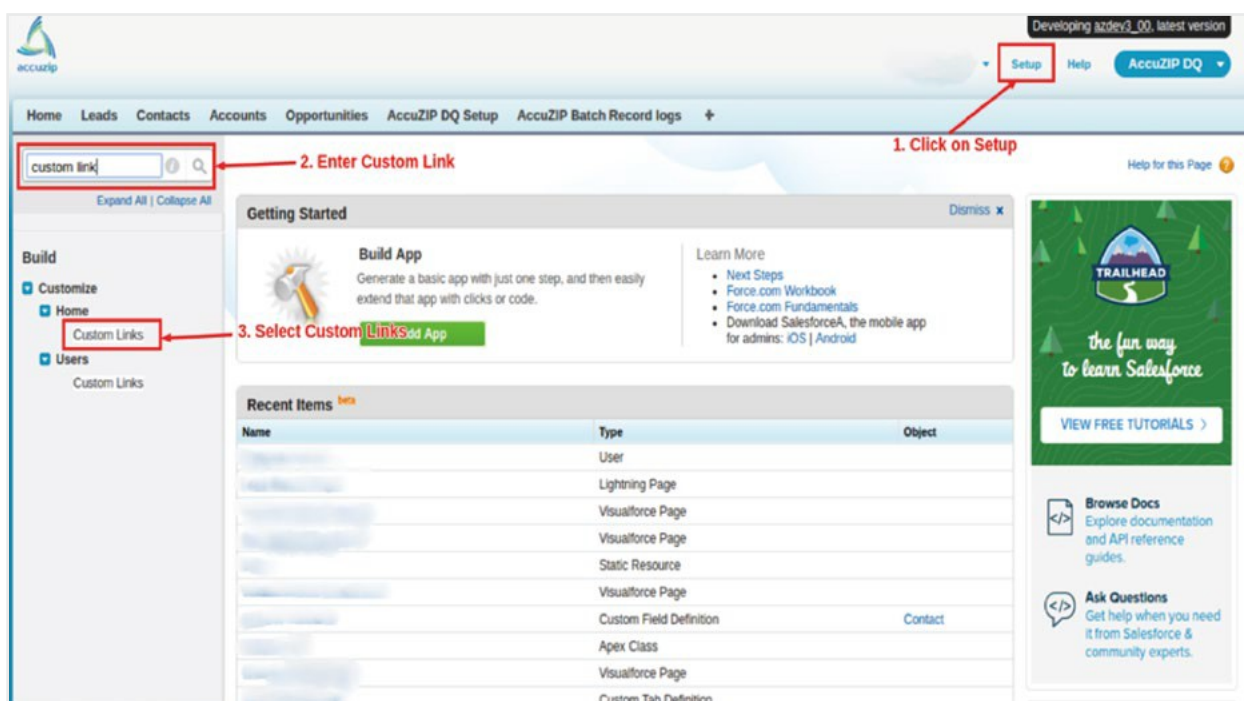 Developing azdev3_00, latest version
accuzip
Setup Help AccuZIP DQ
Home Leads Contacts Accounts Opportunities AccuZIP DQ Setup AccuZIP Batch Record logs +
1. Click on Setup
custom link
2. Enter Custom Link
Help for this Page
Expand All | Collapse All
Getting Started
Dismiss x
Build
Build App
Generate a basic app with just one step, and then easily
extend that app with clicks or code.
Learn More
Next Steps
Force.com Workbook
Force.com Fundamentals
Download SalesforceA, the mobile app
for admins: iOS | Android
Customize
Home
Custom Links
3. Select Custom Links
App
Users
Custom Links
TRAILHEAD
the fun way
to learn Salesforce
VIEW FREE TUTORIALS >
Recent Items beta
Name Type Object
User
Lightning Page
Visualforce Page
Visualforce Page
Static Resource
Visualforce Page
Custom Field Definition Contact
Apex Class
Visualforce Page
Custom Tab Definition
</>
Browse Docs
Explore documentation
and API reference
guides.
</>
Ask Questions
Get help when you need
it from Salesforce &
community experts.